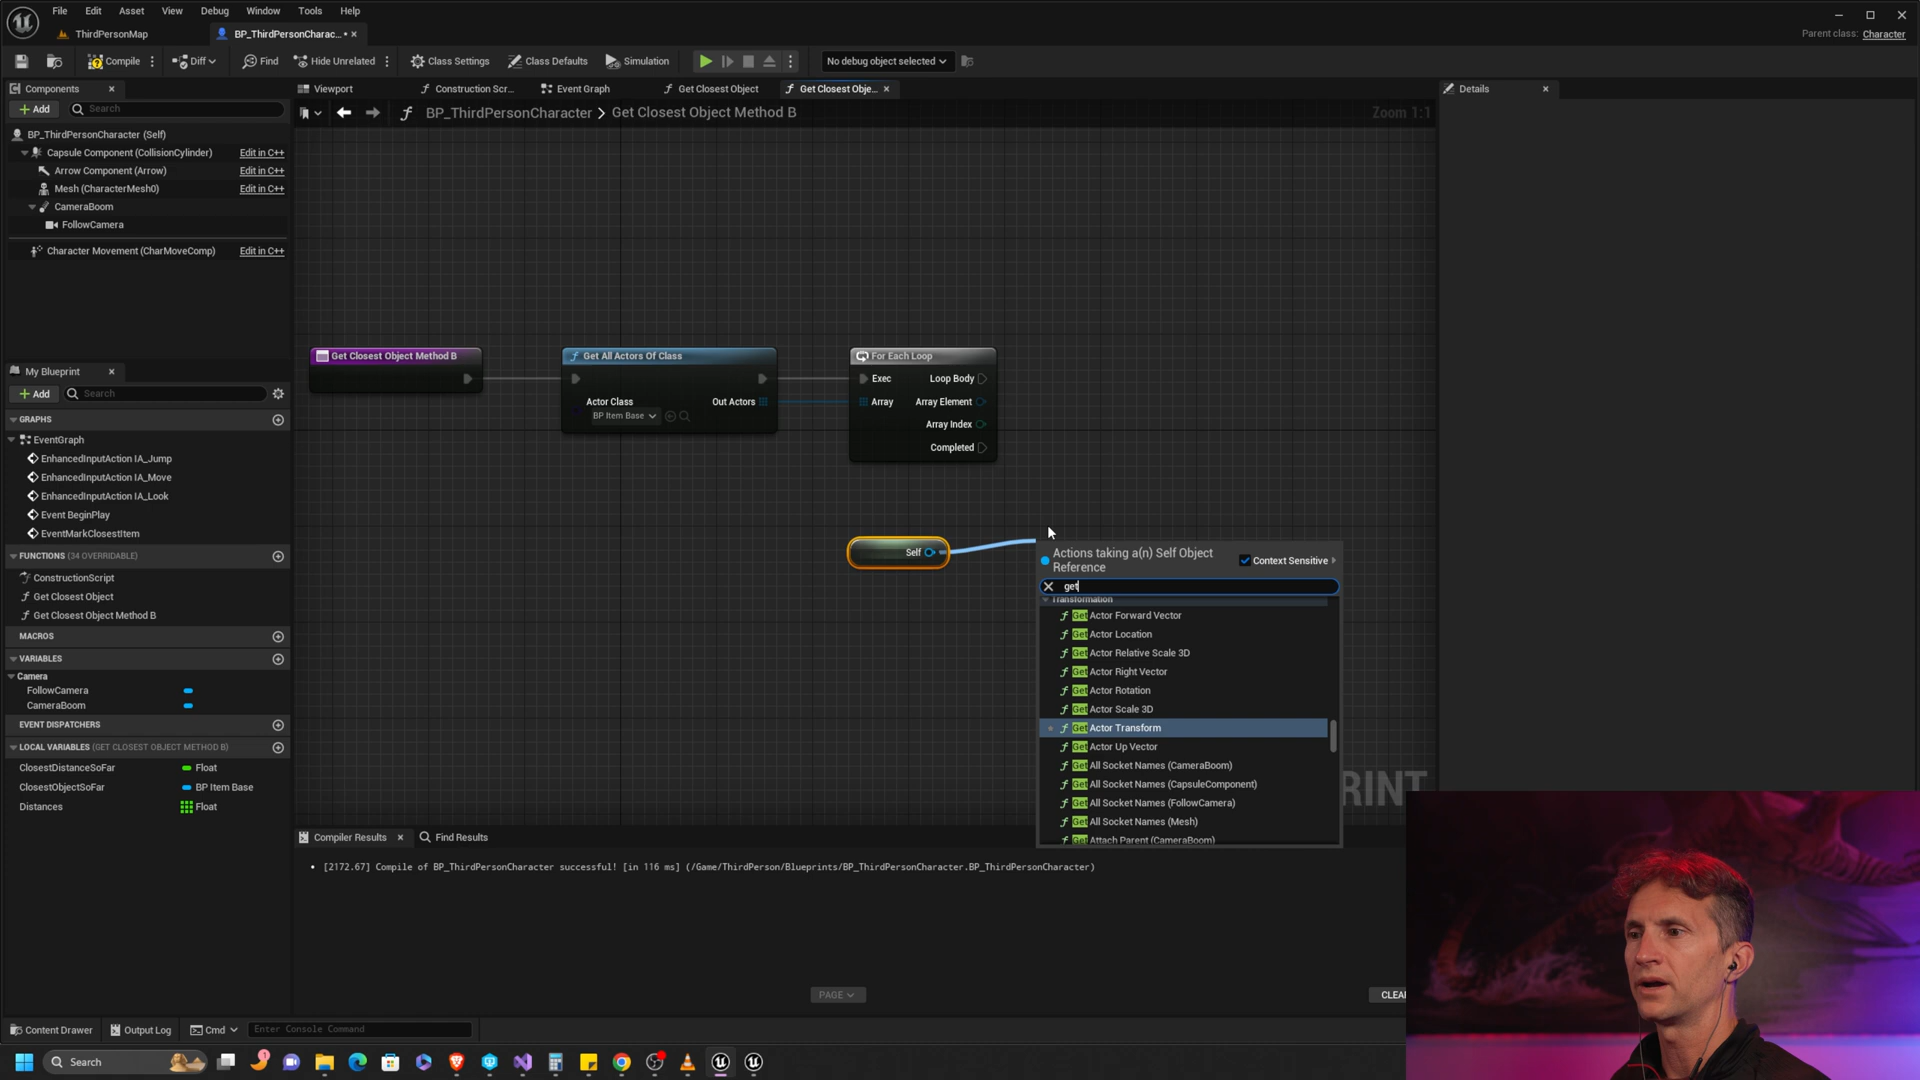 File Edit Asset View Debug Window Tools Help
ThirdPersonMap
BP_ThirdPersonCharac...•
Parent class: Character
Compile Diff Find Hide Unrelated Class Settings Class Defaults Simulation No debug object selected
Components
Add Search
BP_ThirdPersonCharacter (Self)
Capsule Component (CollisionCylinder) Edit in C++
Arrow Component (Arrow) Edit in C++
Mesh (CharacterMesh0) Edit in C++
CameraBoom
FollowCamera
Character Movement (CharMoveComp) Edit in C++
My Blueprint
Add Search
GRAPHS
EventGraph
EnhancedInputAction IA_Jump
EnhancedInputAction IA_Move
EnhancedInputAction IA_Look
Event BeginPlay
EventMarkClosestItem
FUNCTIONS (34 OVERRIDABLE)
ConstructionScript
Get Closest Object
Get Closest Object Method B
MACROS
VARIABLES
Camera
FollowCamera
CameraBoom
EVENT DISPATCHERS
LOCAL VARIABLES (GET CLOSEST OBJECT METHOD B)
ClosestDistanceSoFar Float
ClosestObjectSoFar BP Item Base
Distances Float
Viewport Construction Scr... Event Graph Get Closest Object Get Closest Obje...
BP_ThirdPersonCharacter > Get Closest Object Method B
Zoom 1:1
Get Closest Object Method B
Get All Actors Of Class
Actor Class
BP Item Base
Out Actors
For Each Loop
Exec Loop Body
Array Array Element
Array Index
Completed
Self
Actions taking a(n) Self Object
Reference
Context Sensitive
get
Transformation
Get Actor Forward Vector
Get Actor Location
Get Actor Relative Scale 3D
Get Actor Right Vector
Get Actor Rotation
Get Actor Scale 3D
Get Actor Transform
Get Actor Up Vector
Get All Socket Names (CameraBoom)
Get All Socket Names (CapsuleComponent)
Get All Socket Names (FollowCamera)
Get All Socket Names (Mesh)
Get Attach Parent (CameraBoom)
RINT
Details
Compiler Results Find Results
• [2172.67] Compile of BP_ThirdPersonCharacter successful! [in 116 ms] (/Game/ThirdPerson/Blueprints/BP_ThirdPersonCharacter.BP_ThirdPersonCharacter)
PAGE
CLEAR
Content Drawer Output Log Cmd Enter Console Command
Search